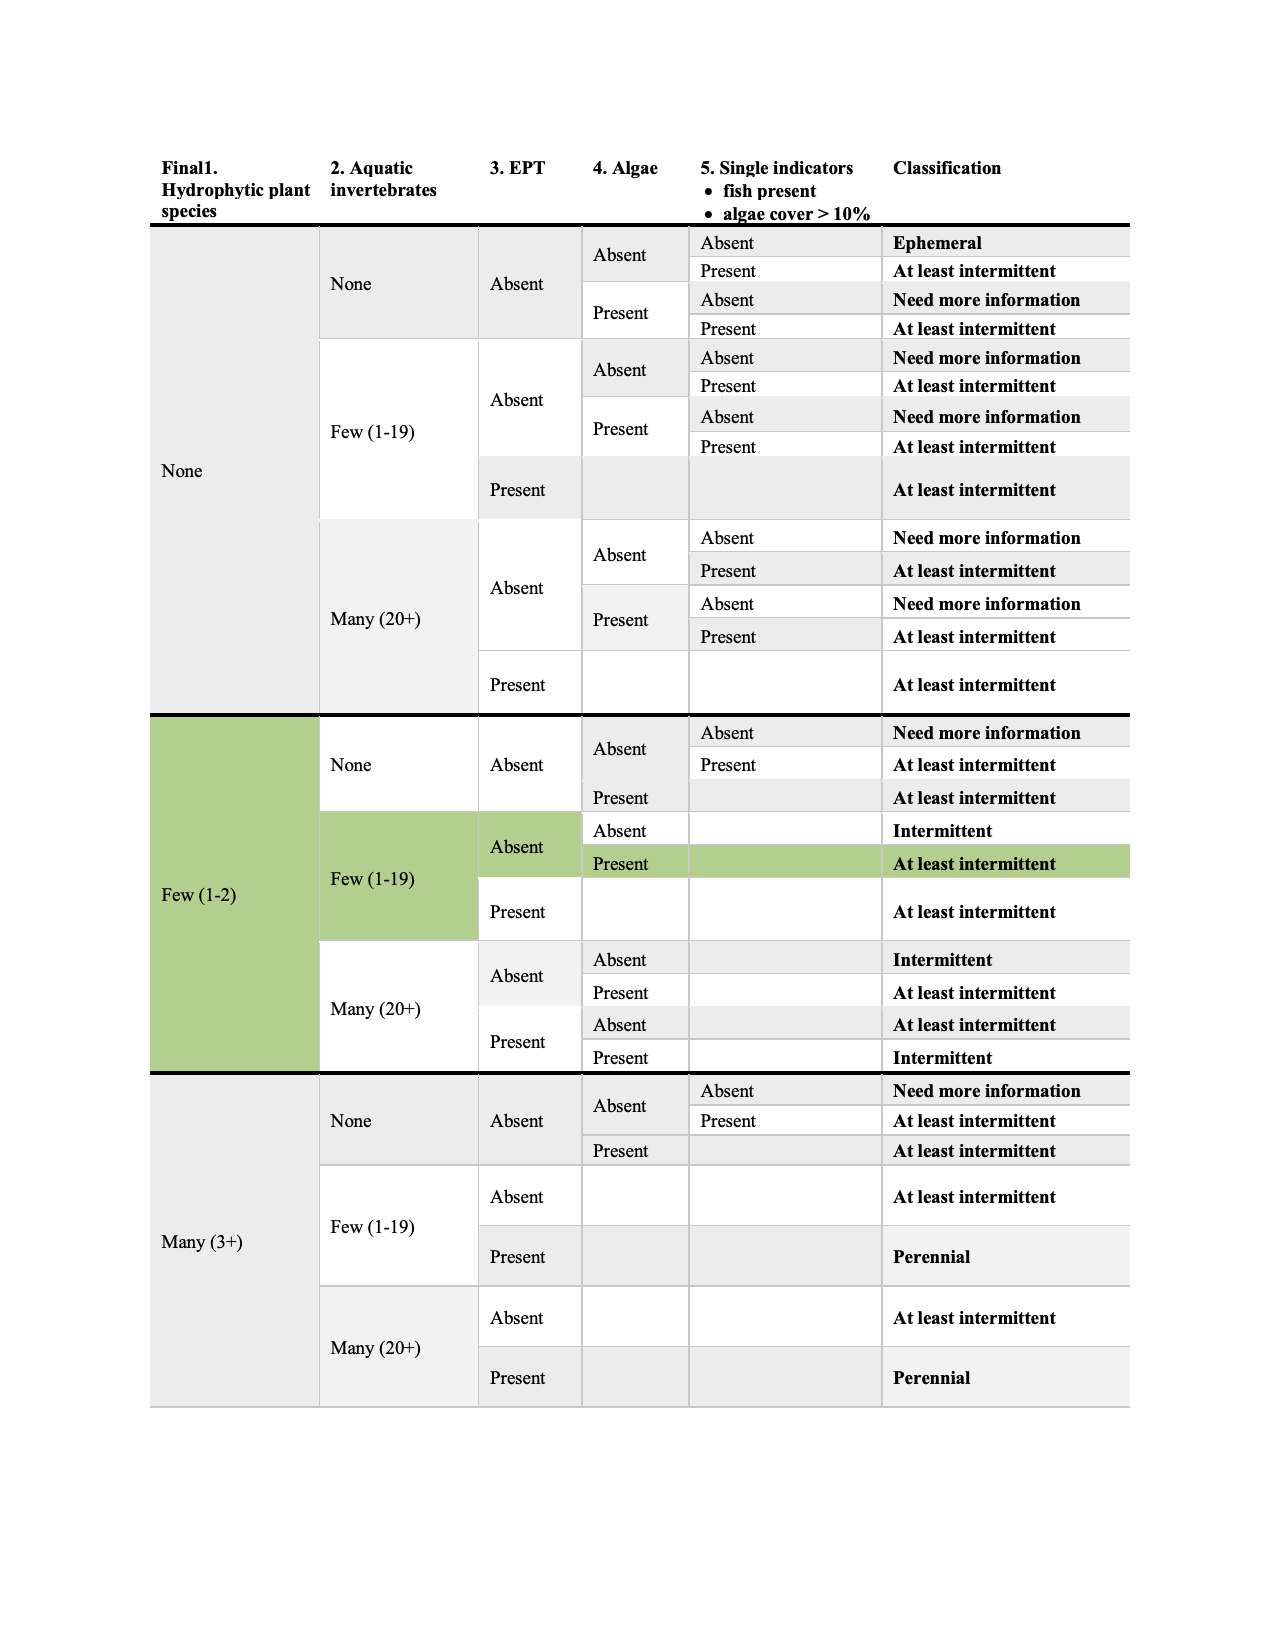 Final1. Hydrophytic plant species
2. Aquatic invertebrates
3. EPT
4. Algae
5. Single indicators
• fish present
• algae cover > 10%
Classification
None
None
Absent
Absent
Absent
Ephemeral
Present
At least intermittent
Present
Absent
Need more information
Present
At least intermittent
Few (1-19)
Absent
Absent
Absent
Need more information
Present
At least intermittent
Present
Absent
Need more information
Present
At least intermittent
Present
At least intermittent
Many (20+)
Absent
Absent
Absent
Need more information
Present
At least intermittent
Present
Absent
Need more information
Present
At least intermittent
Present
At least intermittent
Few (1-2)
None
Absent
Absent
Absent
Need more information
Present
At least intermittent
Present
At least intermittent
Few (1-19)
Absent
Absent
Intermittent
Present
At least intermittent
Present
At least intermittent
Many (20+)
Absent
Absent
Intermittent
Present
At least intermittent
Present
Absent
At least intermittent
Present
Intermittent
Many (3+)
None
Absent
Absent
Absent
Need more information
Present
At least intermittent
Present
At least intermittent
Few (1-19)
Absent
At least intermittent
Present
Perennial
Many (20+)
Absent
At least intermittent
Present
Perennial